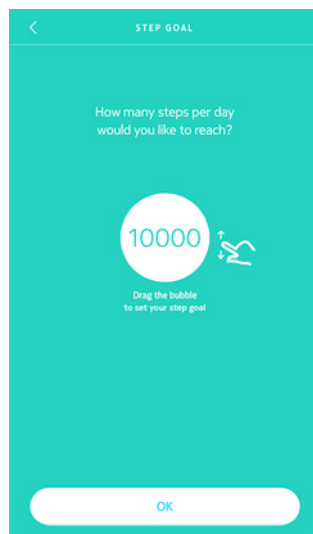 STEP GOAL
How many steps per day
would you like to reach?
10000
Drag the bubble
to set your step goal
OK